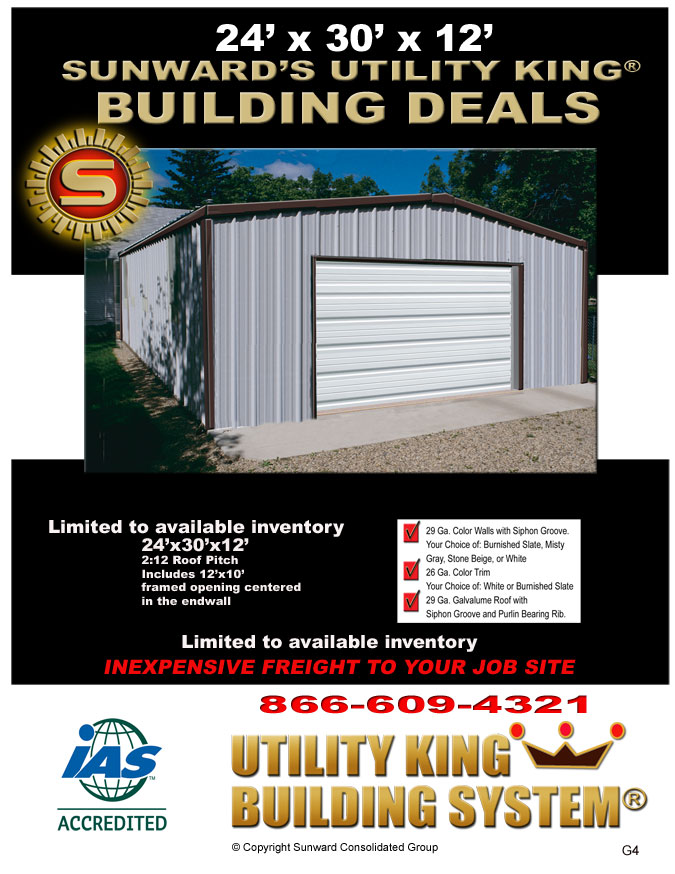 24’ x 30’ x 12’
SUNWARD’S UTILITY KING®
BUILDING DEALS
S
Limited to available inventory
24’x30’x12’
2:12 Roof Pitch
Includes 12’x10’
framed opening centered
in the endwall
29 Ga. Color Walls with Siphon Groove.
Your Choice of: Burnished Slate, Misty
Gray, Stone Beige, or White
26 Ga. Color Trim
Your Choice of: White or Burnished Slate
29 Ga. Galvalume Roof with
Siphon Groove and Purlin Bearing Rib.
Limited to available inventory
INEXPENSIVE FREIGHT TO YOUR JOB SITE
866-609-4321
iAS™
ACCREDITED
UTILITY KING
BUILDING SYSTEM®
© Copyright Sunward Consolidated Group
G4